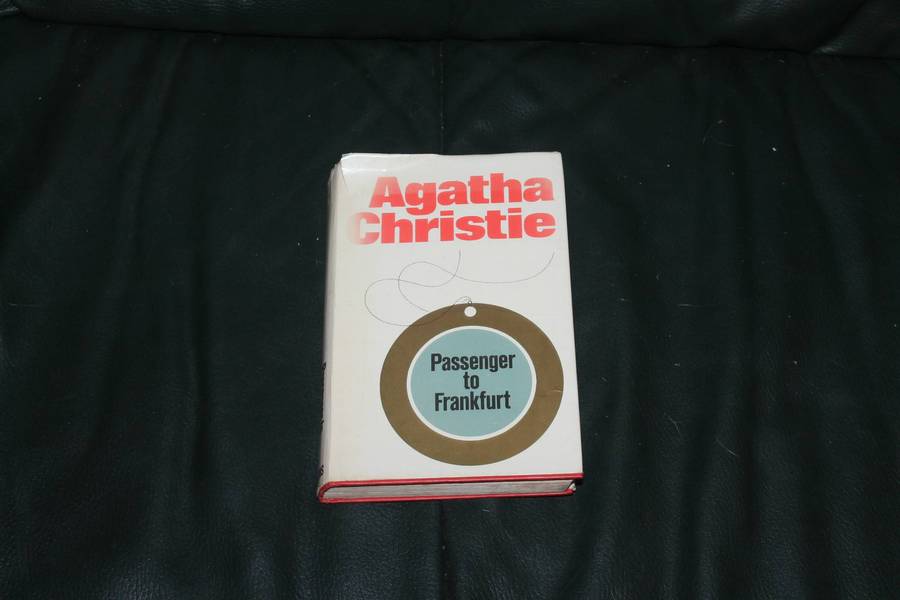 Agatha
Christie
Passenger
to
Frankfurt